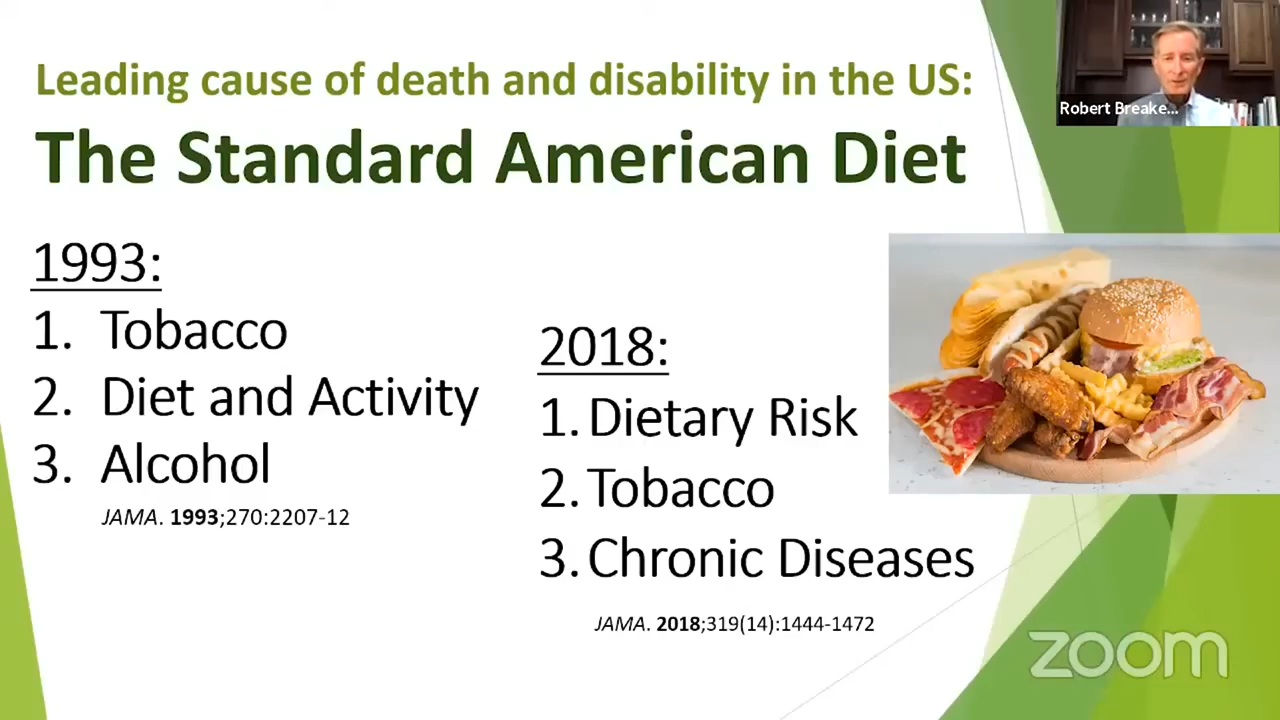 Leading cause of death and disability in the US:
The Standard American Diet
1993:
1. Tobacco
2. Diet and Activity
3. Alcohol
JAMA. 1993;270:2207-12
2018:
1. Dietary Risk
2. Tobacco
3. Chronic Diseases
JAMA. 2018;319(14):1444-1472
Robert Breake...
zoom